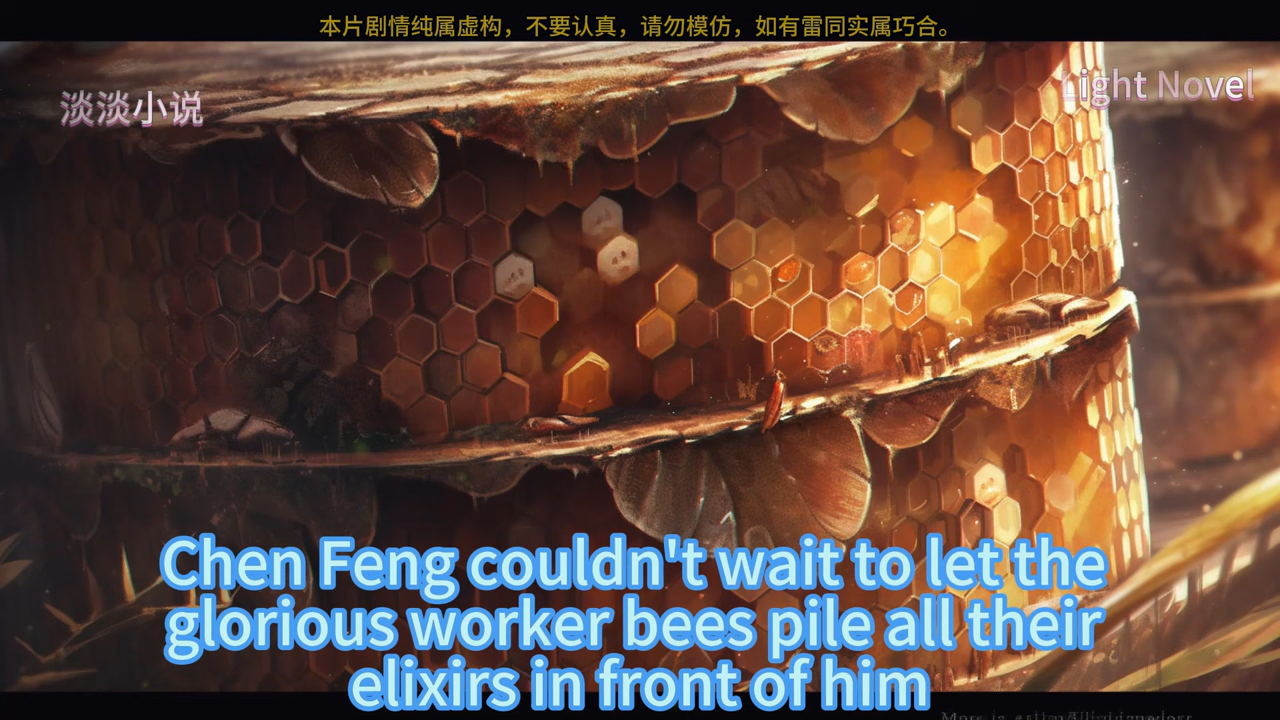 本片剧情纯属虚构，不要认真，请勿模仿，如有雷同实属巧合。
淡淡小说
Light Novel
Chen Feng couldn't wait to let the
glorious worker bees pile all their
elixirs in front of him